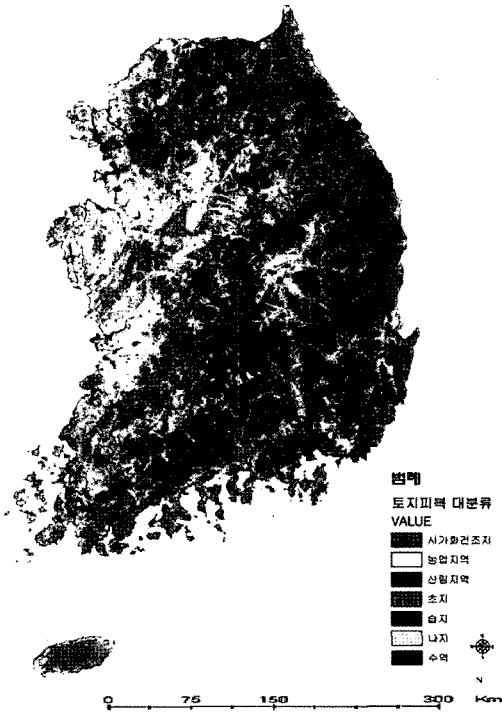 범례
토지피복 대분류
VALUE
시가화건조지
농업지역
산림지역
초지
습지
나지
수역
N
0 75 150 300 Km